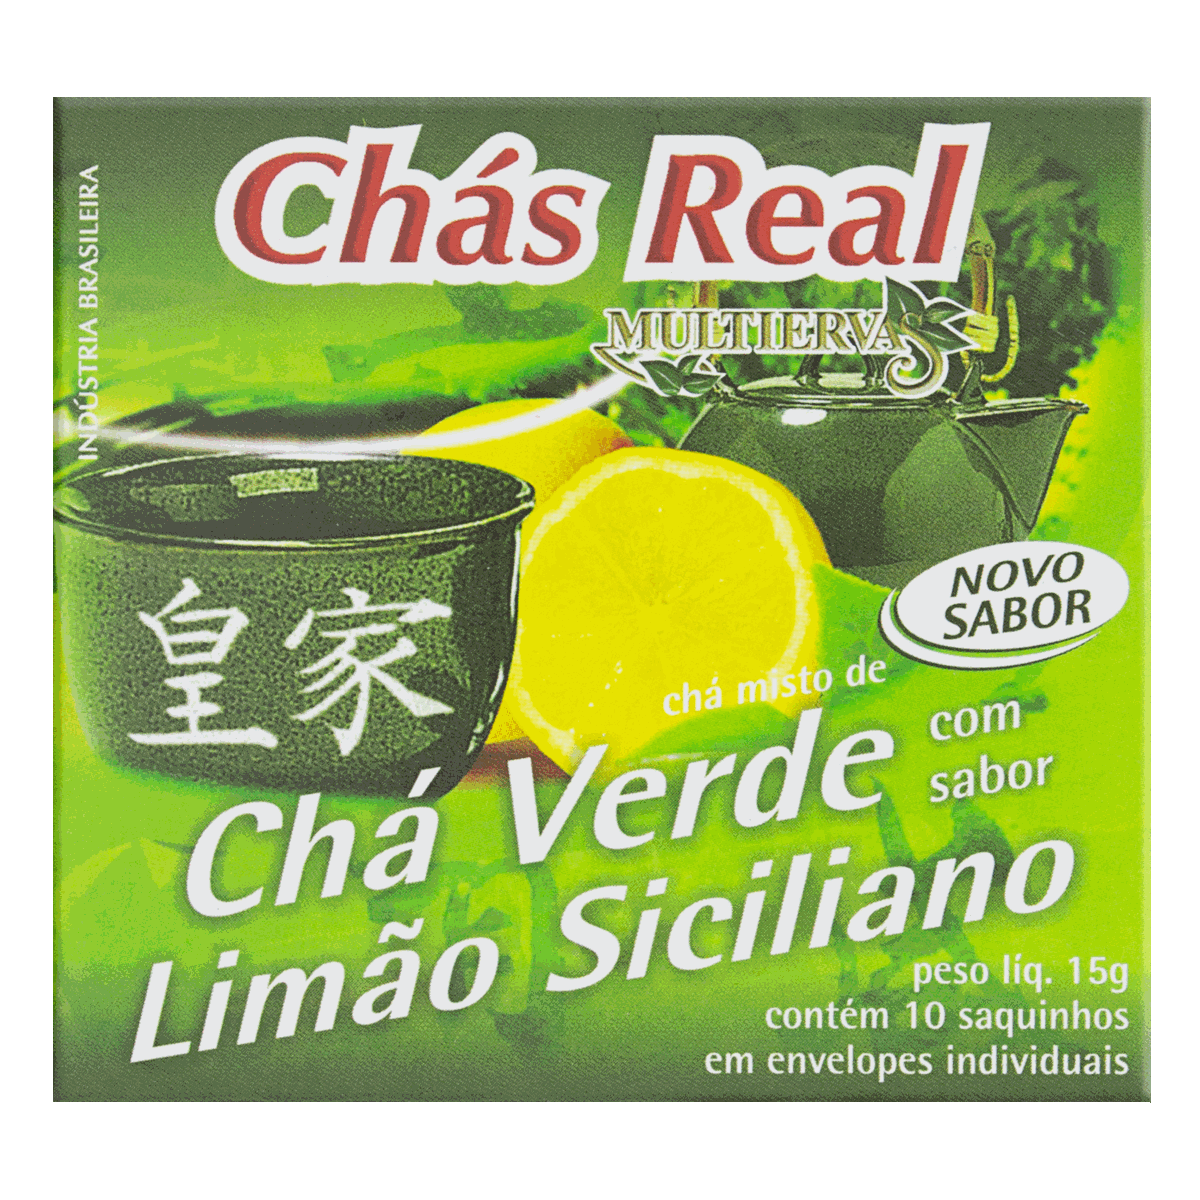 Chás Real
MULTIERVAS
INDÚSTRIA BRASILEIRA
皇家
NOVO
SABOR
chá misto de
Chá Verde
com
sabor
Limão Siciliano
peso líq. 15g
contém 10 saquinhos
em envelopes individuais